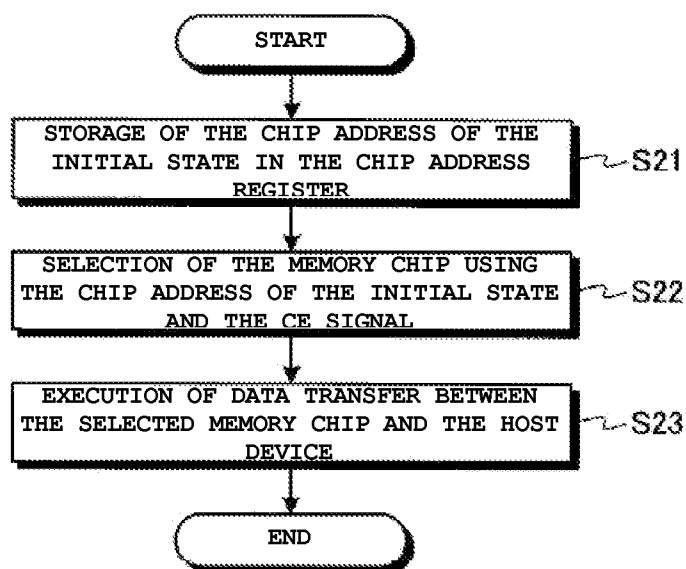 START
STORAGE OF THE CHIP ADDRESS OF THE
INITIAL STATE IN THE CHIP ADDRESS
REGISTER
S21
SELECTION OF THE MEMORY CHIP USING
THE CHIP ADDRESS OF THE INITIAL STATE
AND THE CE SIGNAL
S22
EXECUTION OF DATA TRANSFER BETWEEN
THE SELECTED MEMORY CHIP AND THE HOST
DEVICE
S23
END